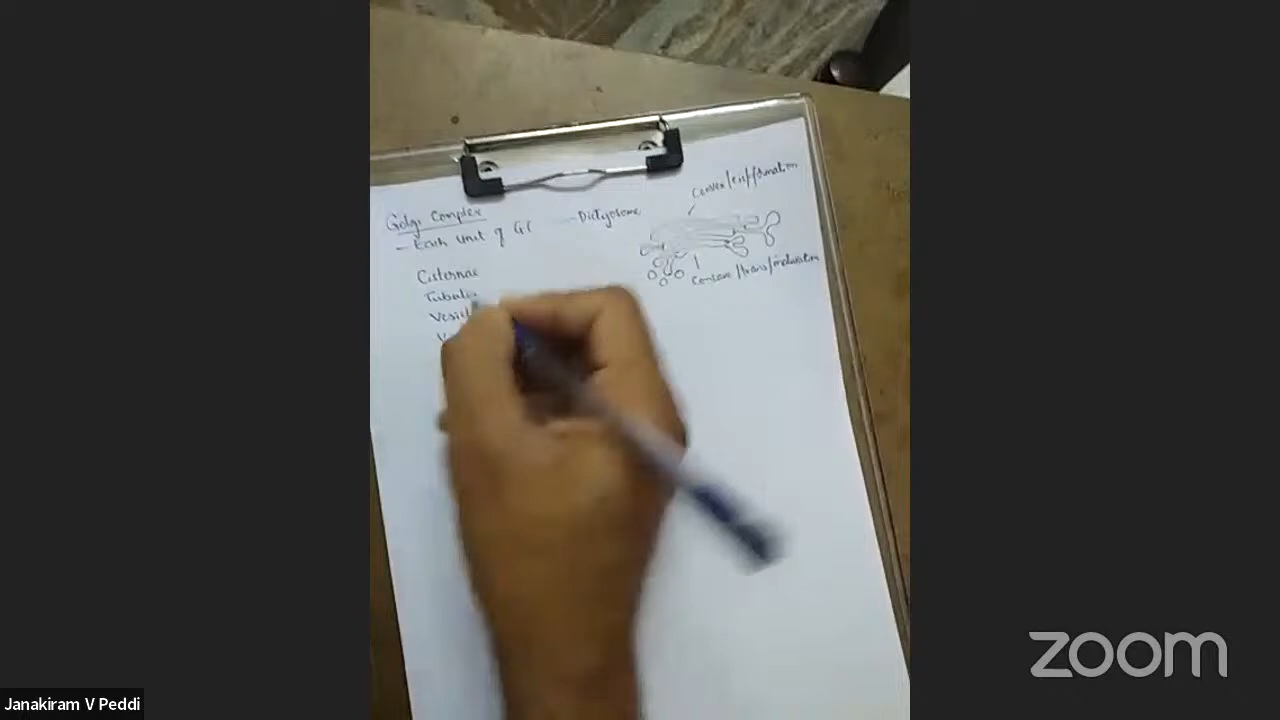 Convex/cis/formation
Golgi Complex
- Each unit of GC - Dictyosome
Cisternae
Concave/trans/maturation
Tubules
zoom
Janakiram V Peddi